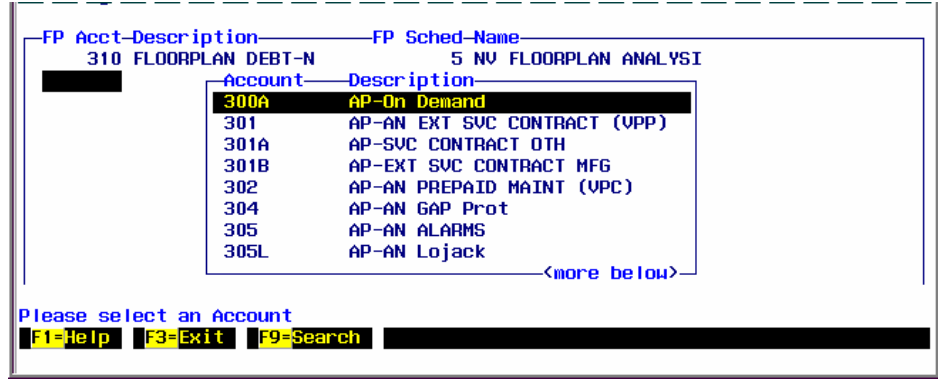 FP Acct Description FP Sched Name
310 FLOORPLAN DEBT-N 5 NV FLOORPLAN ANALYSI
Account Description
300A AP-On Demand
301 AP-AN EXT SVC CONTRACT (VPP)
301A AP-SVC CONTRACT OTH
301B AP-EXT SVC CONTRACT MFG
302 AP-AN PREPAID MAINT (VPC)
304 AP-AN GAP Prot
305 AP-AN ALARMS
305L AP-AN Lojack
<more below>
Please select an Account
F1=Help F3=Exit F9=Search